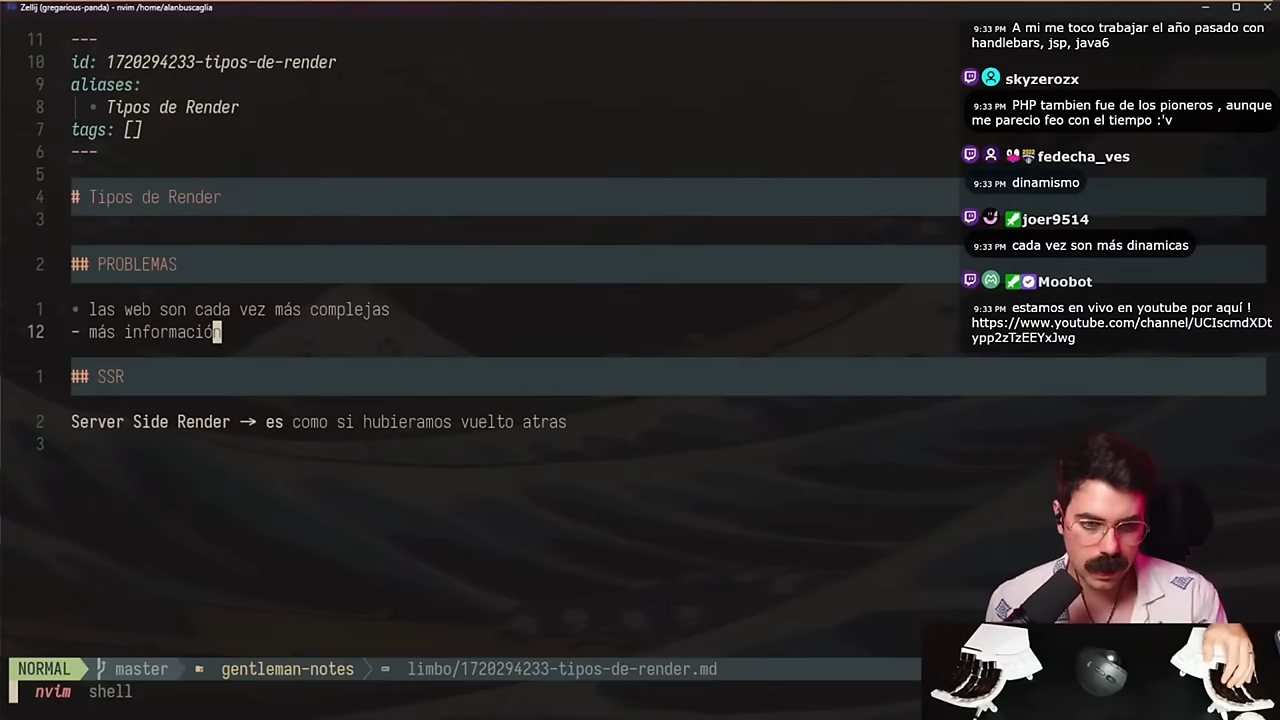 Zellij (gregarious-panda) - nvim /home/alanbuscaglia
11 ---
10 id: 1720294233-tipos-de-render
9 aliases:
8 • Tipos de Render
7 tags: []
6 ---
5
4 # Tipos de Render
3
2 ## PROBLEMAS
1 • las web son cada vez más complejas
12 - más información
1 ## SSR
2 Server Side Render → es como si hubieramos vuelto atras
3
NORMAL master gentleman-notes limbo/1720294233-tipos-de-render.md
nvim shell
9:33 PM A mi me toco trabajar el año pasado con
handlebars, jsp, java6
skyzerozx
9:33 PM PHP tambien fue de los pioneros , aunque
me parecio feo con el tiempo :'v
fedecha_ves
9:33 PM dinamismo
joer9514
9:33 PM cada vez son más dinamicas
Moobot
9:33 PM estamos en vivo en youtube por aquí !
https://www.youtube.com/channel/UCIscmdXDt
ypp2zTzEEYxJwg